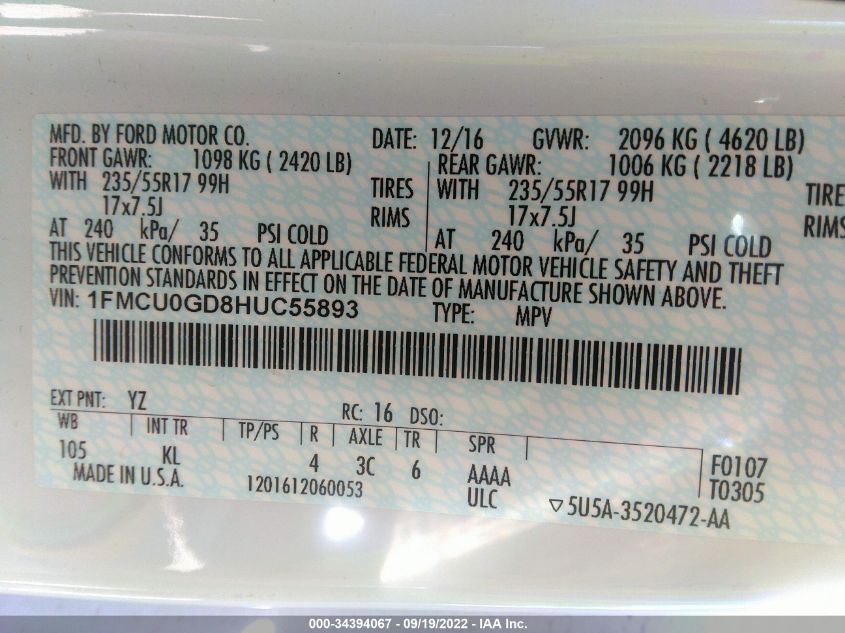 MFD. BY FORD MOTOR CO. DATE: 12/16 GVWR: 2096 KG ( 4620 LB)
FRONT GAWR: 1098 KG ( 2420 LB) REAR GAWR: 1006 KG ( 2218 LB)
WITH 235/55R17 99H TIRES WITH 235/55R17 99H TIRE
17x7.5J RIMS 17x7.5J RIMS
AT 240 kPa/ 35 PSI COLD AT 240 kPa/ 35 PSI COLD
THIS VEHICLE CONFORMS TO ALL APPLICABLE FEDERAL MOTOR VEHICLE SAFETY AND THEFT
PREVENTION STANDARDS IN EFFECT ON THE DATE OF MANUFACTURE SHOWN ABOVE.
VIN: 1FMCU0GD8HUC55893 TYPE: MPV
EXT PNT: YZ RC: 16 DSO:
WB INT TR TP/PS R AXLE TR SPR
105 KL 4 3C 6 AAAA F0107
MADE IN U.S.A. 1201612060053 ULC T0305
▽5U5A-3520472-AA
000-34394067 - 09/19/2022 - IAA Inc.